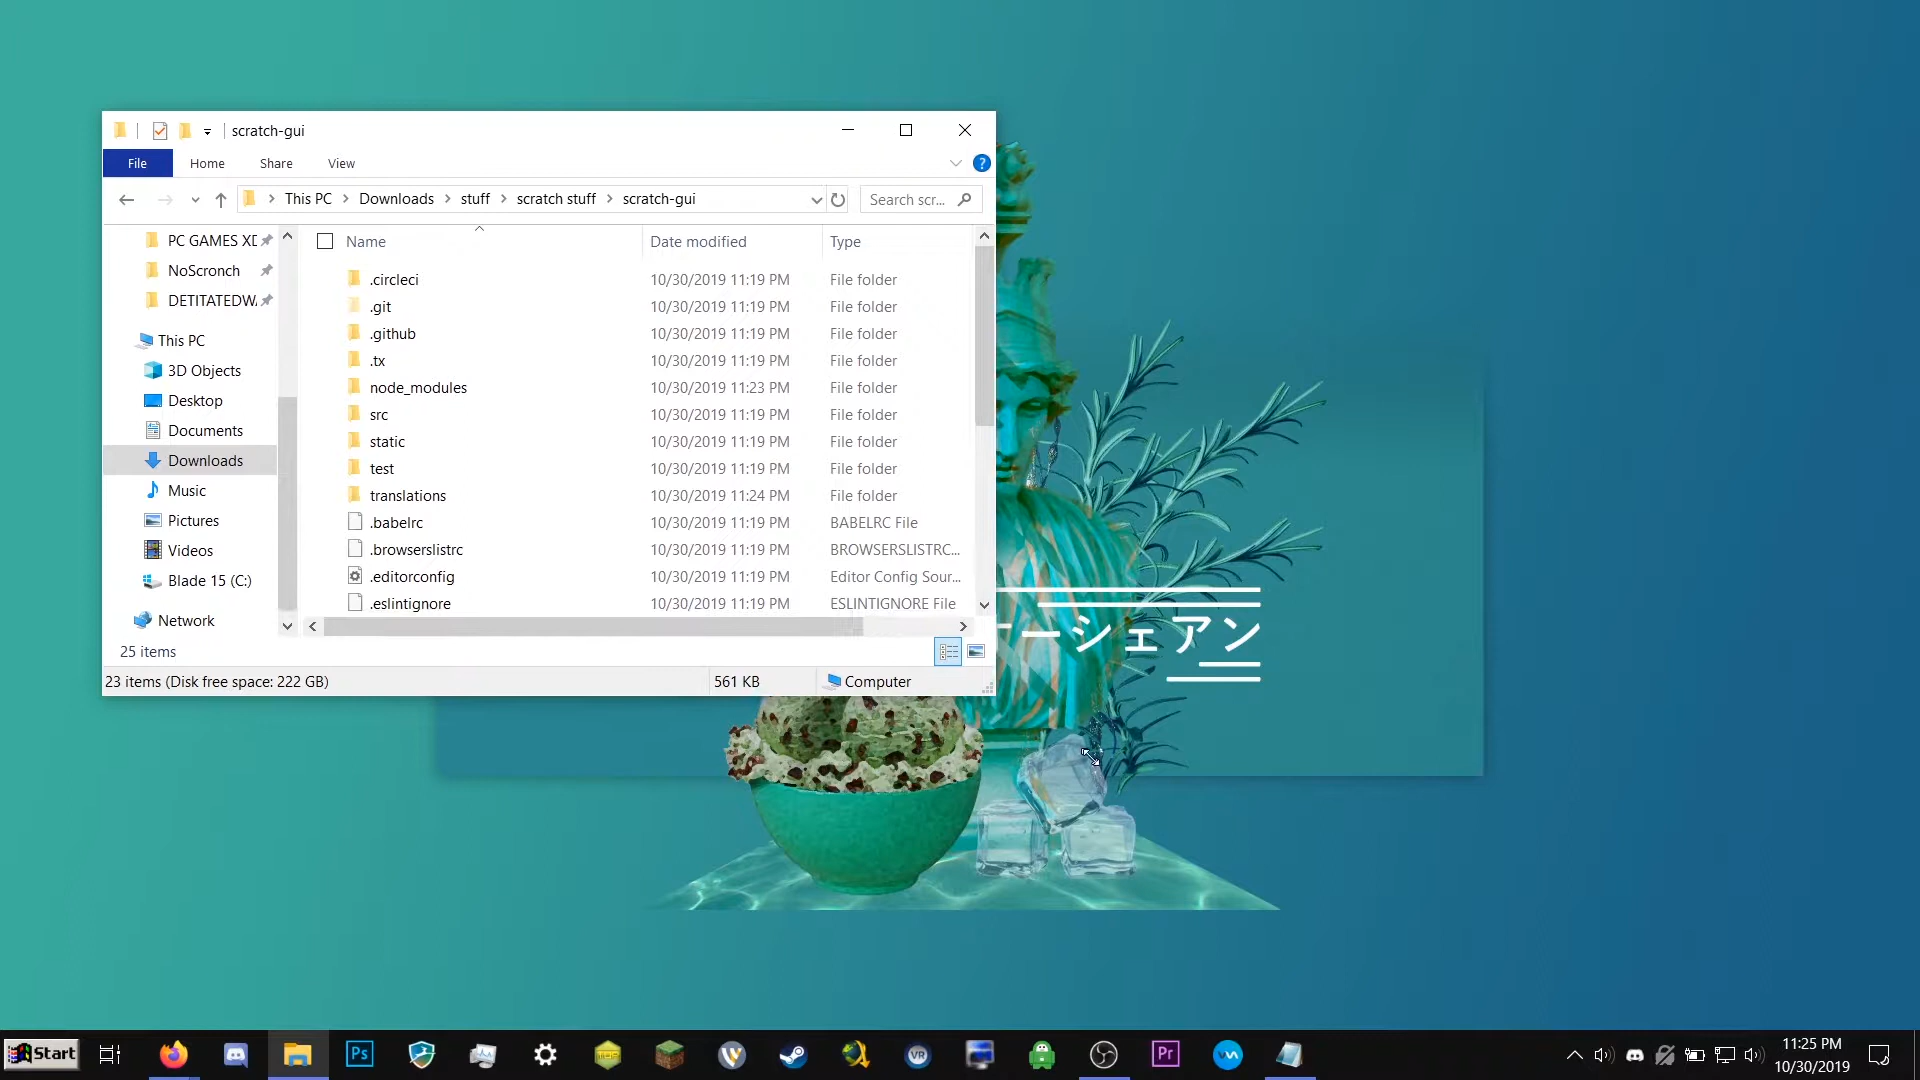 scratch-gui
File Home Share View
This PC Downloads stuff scratch stuff scratch-gui Search scr...
Name Date modified Type
PC GAMES XD
NoScronch
DETITATEDW
This PC
3D Objects
Desktop
Documents
Downloads
Music
Pictures
Videos
Blade 15 (C:)
Network
.circleci 10/30/2019 11:19 PM File folder
.git 10/30/2019 11:19 PM File folder
.github 10/30/2019 11:19 PM File folder
.tx 10/30/2019 11:19 PM File folder
node_modules 10/30/2019 11:23 PM File folder
src 10/30/2019 11:19 PM File folder
static 10/30/2019 11:19 PM File folder
test 10/30/2019 11:19 PM File folder
translations 10/30/2019 11:24 PM File folder
.babelrc 10/30/2019 11:19 PM BABELRC File
.browserslistrc 10/30/2019 11:19 PM BROWSERSLISTRC...
.editorconfig 10/30/2019 11:19 PM Editor Config Sour...
.eslintignore 10/30/2019 11:19 PM ESLINTIGNORE File
25 items
23 items (Disk free space: 222 GB) 561 KB Computer
ーシェアン
Start Ps VR Pr
11:25 PM
10/30/2019